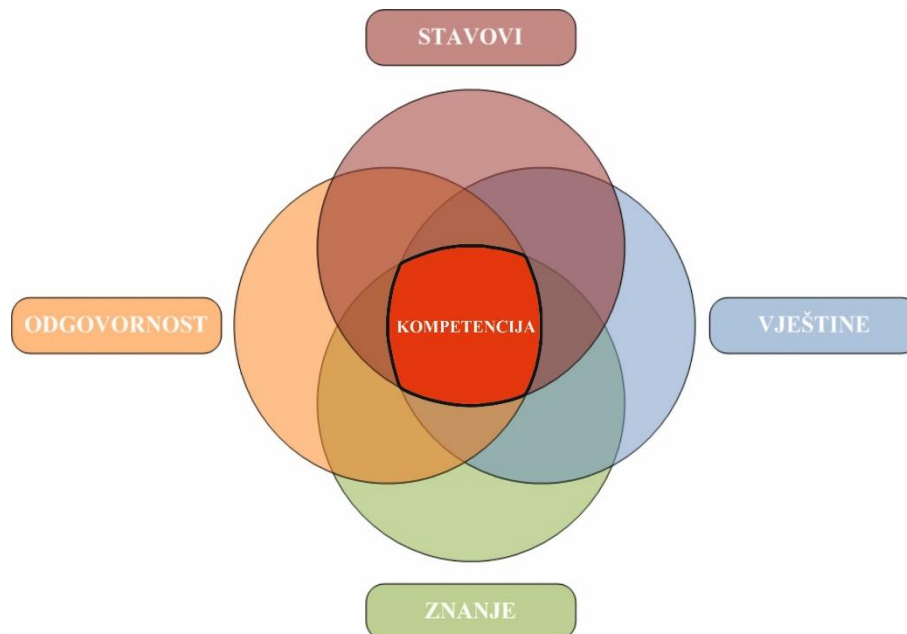 STAVOVI
ODGOVORNOST
KOMPETENCIJA
VJEŠTINE
ZNANJE